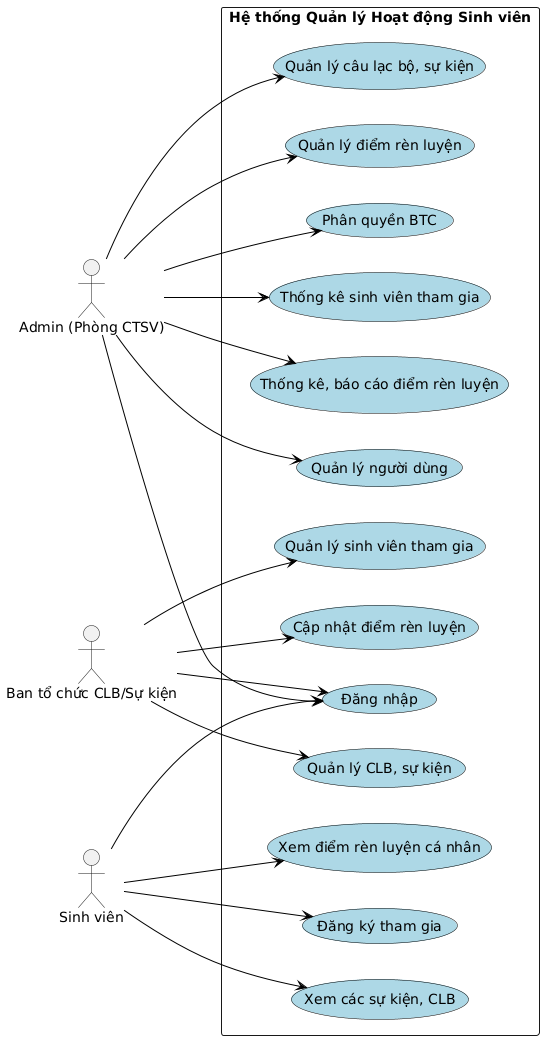 Hệ thống Quản lý Hoạt động Sinh viên
Quản lý câu lạc bộ, sự kiện
Quản lý điểm rèn luyện
Phân quyền BTC
Admin (Phòng CTSV)
Thống kê sinh viên tham gia
Thống kê, báo cáo điểm rèn luyện
Quản lý người dùng
Quản lý sinh viên tham gia
Cập nhật điểm rèn luyện
Ban tổ chức CLB/Sự kiện
Đăng nhập
Quản lý CLB, sự kiện
Xem điểm rèn luyện cá nhân
Sinh viên
Đăng ký tham gia
Xem các sự kiện, CLB